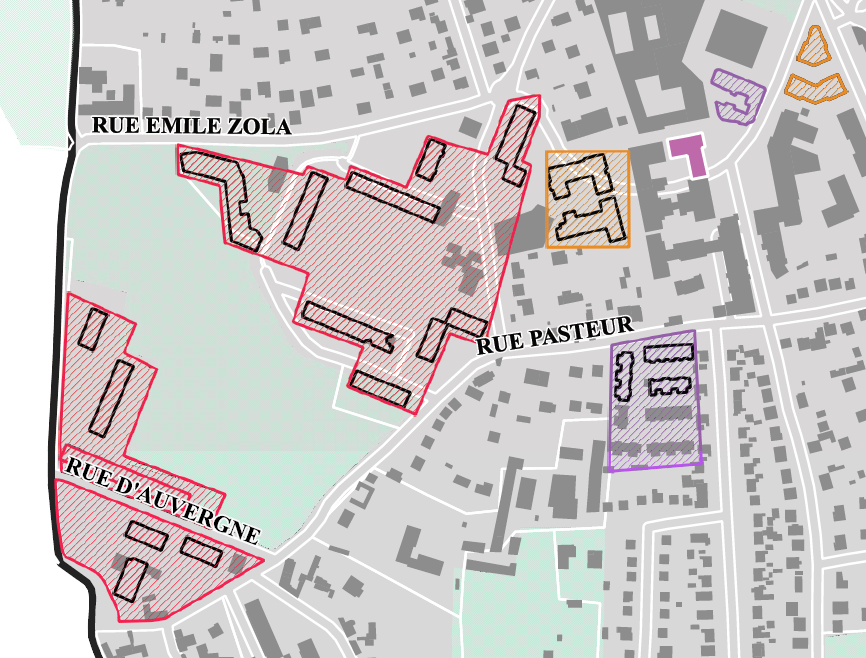 RUE EMILE ZOLA
RUE PASTEUR
RUE D'AUVERGNE